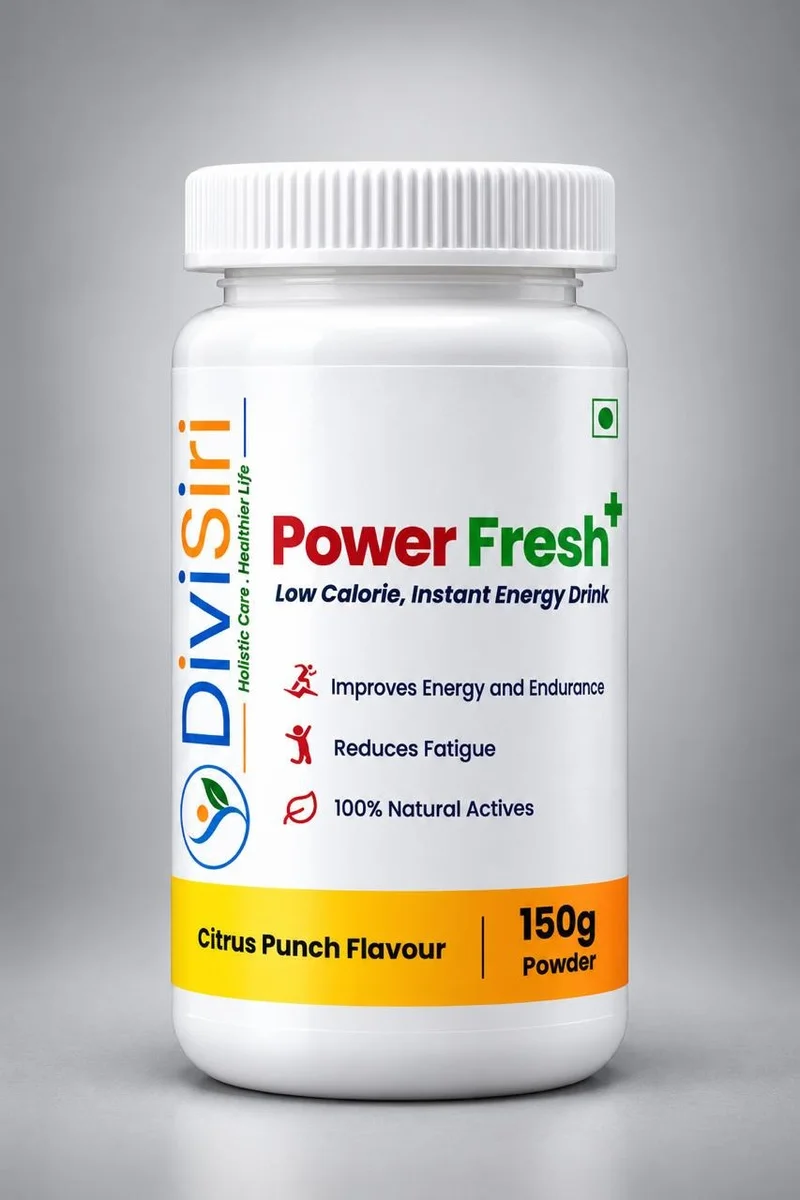 DiviSiri
Holistic Care . Healthier Life
Power Fresh+
Low Calorie, Instant Energy Drink
Improves Energy and Endurance
Reduces Fatigue
100% Natural Actives
Citrus Punch Flavour
150g
Powder